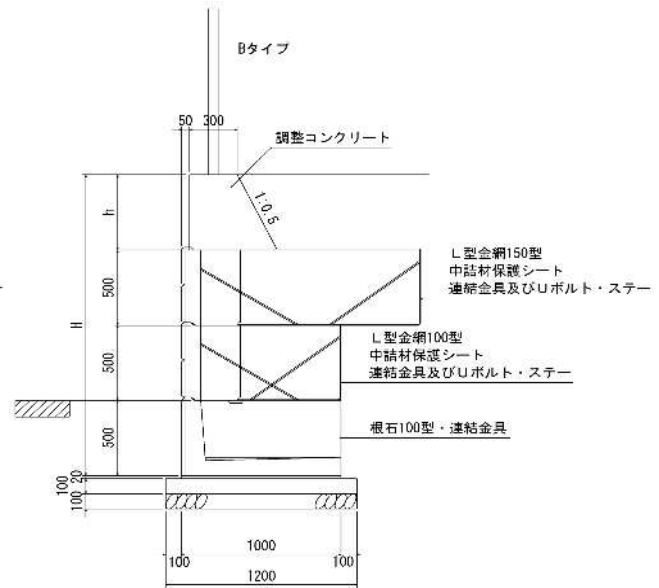 Bタイプ
50 300
調整コンクリート
1:0.5
h
L型金網150型
中詰材保護シート
連結金具及びUボルト・ステー
500
H
L型金網100型
中詰材保護シート
連結金具及びUボルト・ステー
500
根石100型・連結金具
500
20
100
100
1000
100
100
1200